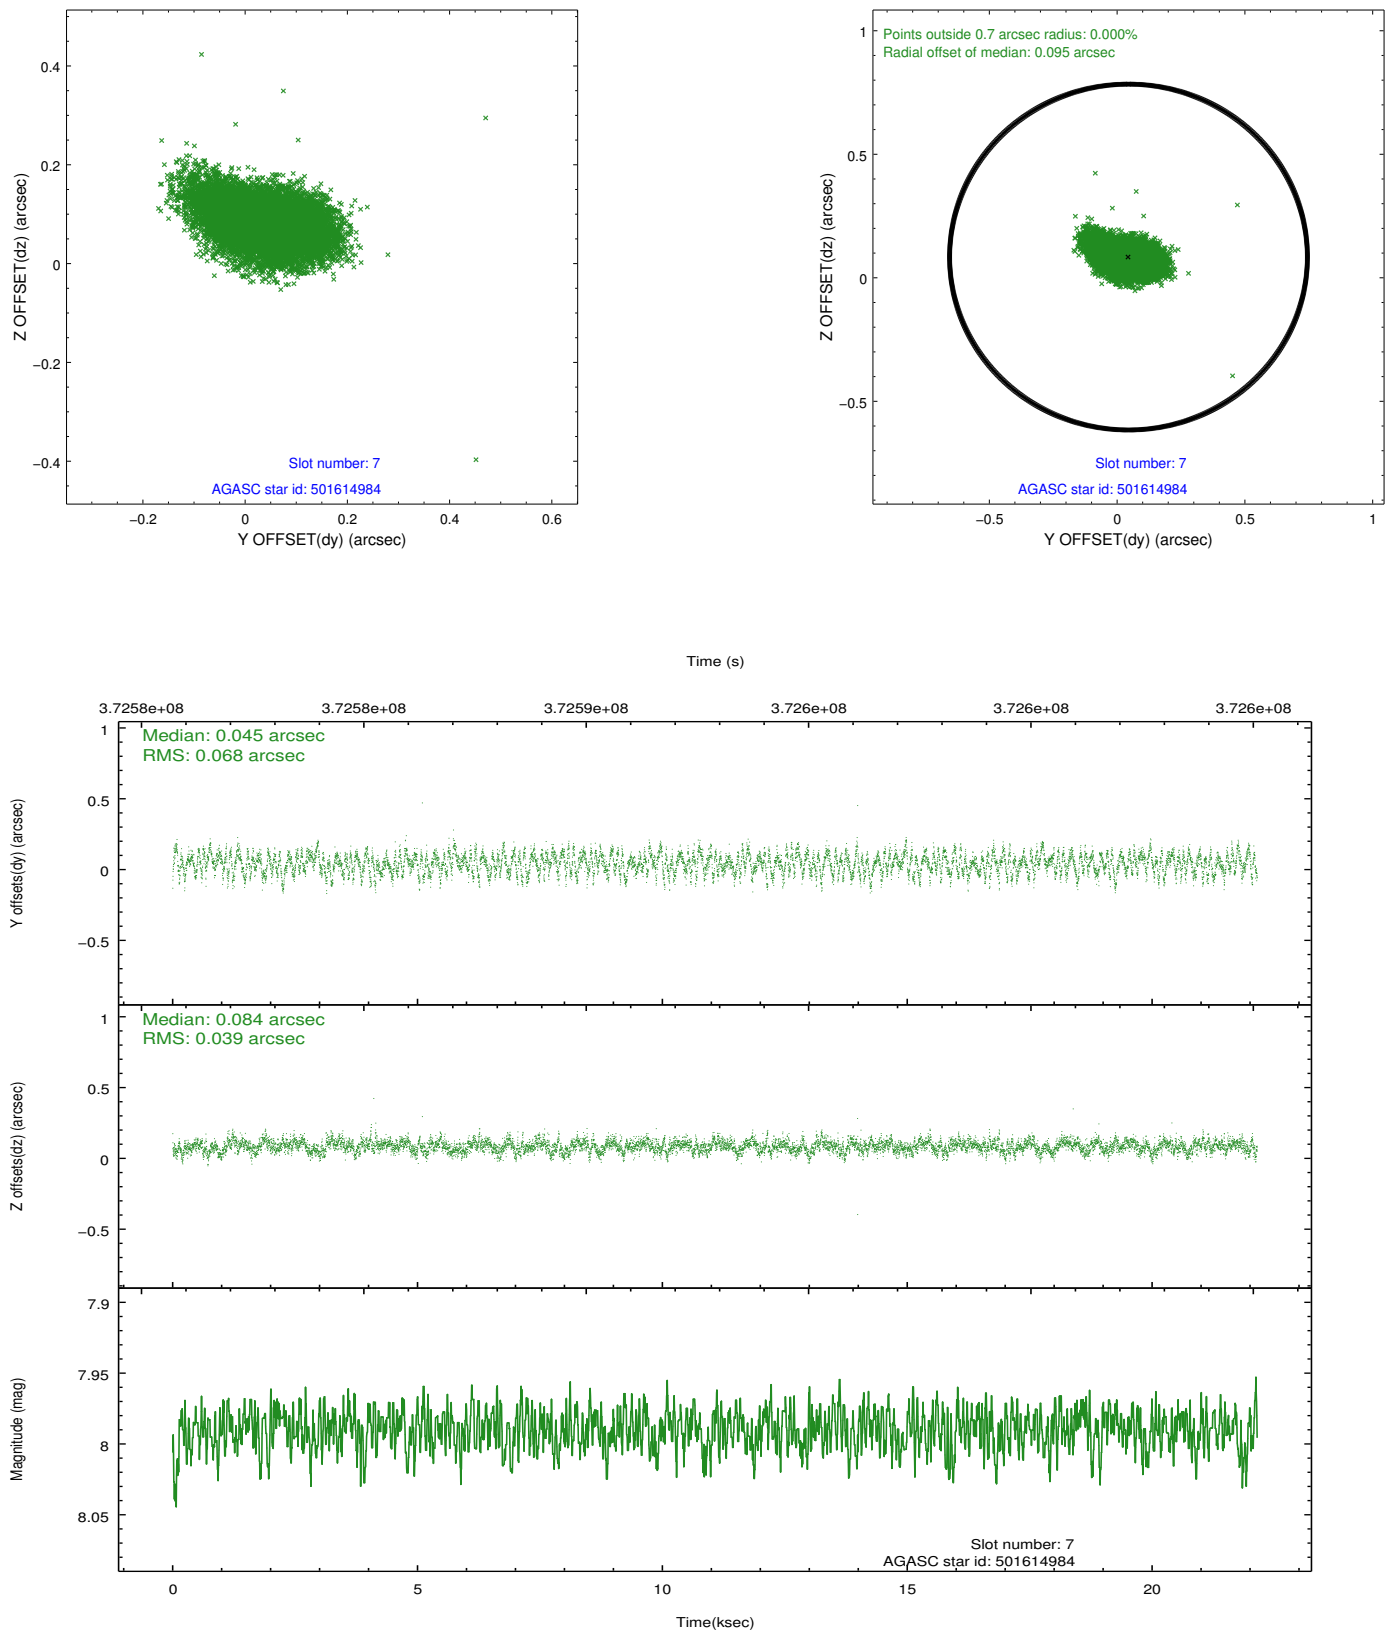 0.4
0.2
0
−0.2
−0.4
Z OFFSET(dz) (arcsec)
Slot number: 7
AGASC star id: 501614984
−0.2 0 0.2 0.4 0.6
Y OFFSET(dy) (arcsec)
Points outside 0.7 arcsec radius: 0.000%
Radial offset of median: 0.095 arcsec
1
0.5
0
−0.5
Z OFFSET(dz) (arcsec)
Slot number: 7
AGASC star id: 501614984
−0.5 0 0.5 1
Y OFFSET(dy) (arcsec)
Time (s)
3.7258e+08 3.7258e+08 3.7259e+08 3.726e+08 3.726e+08 3.726e+08
Median: 0.045 arcsec
RMS: 0.068 arcsec
1
0.5
0
−0.5
Y offsets(dy) (arcsec)
Median: 0.084 arcsec
RMS: 0.039 arcsec
1
0.5
0
−0.5
Z offsets(dz) (arcsec)
7.9
7.95
8
8.05
Magnitude (mag)
Slot number: 7
AGASC star id: 501614984
0 5 10 15 20
Time(ksec)